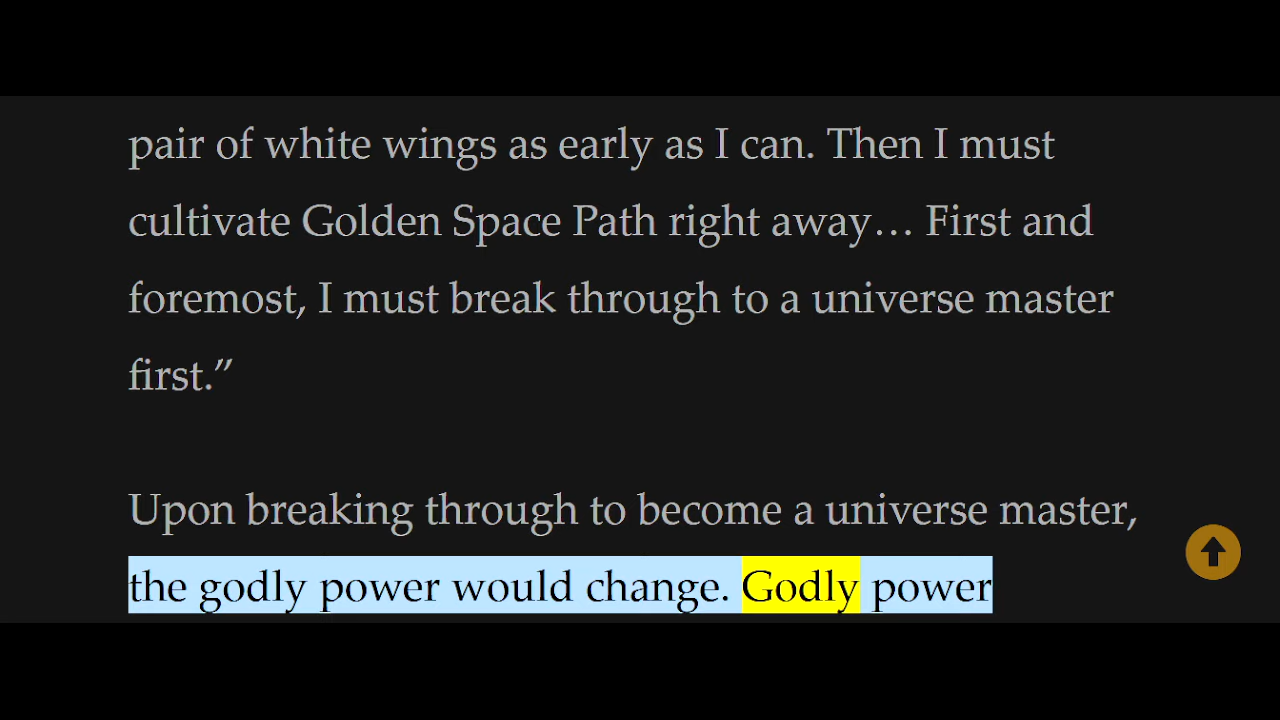 pair of white wings as early as I can. Then I must
cultivate Golden Space Path right away… First and
foremost, I must break through to a universe master
first.”
Upon breaking through to become a universe master,
the godly power would change. Godly power